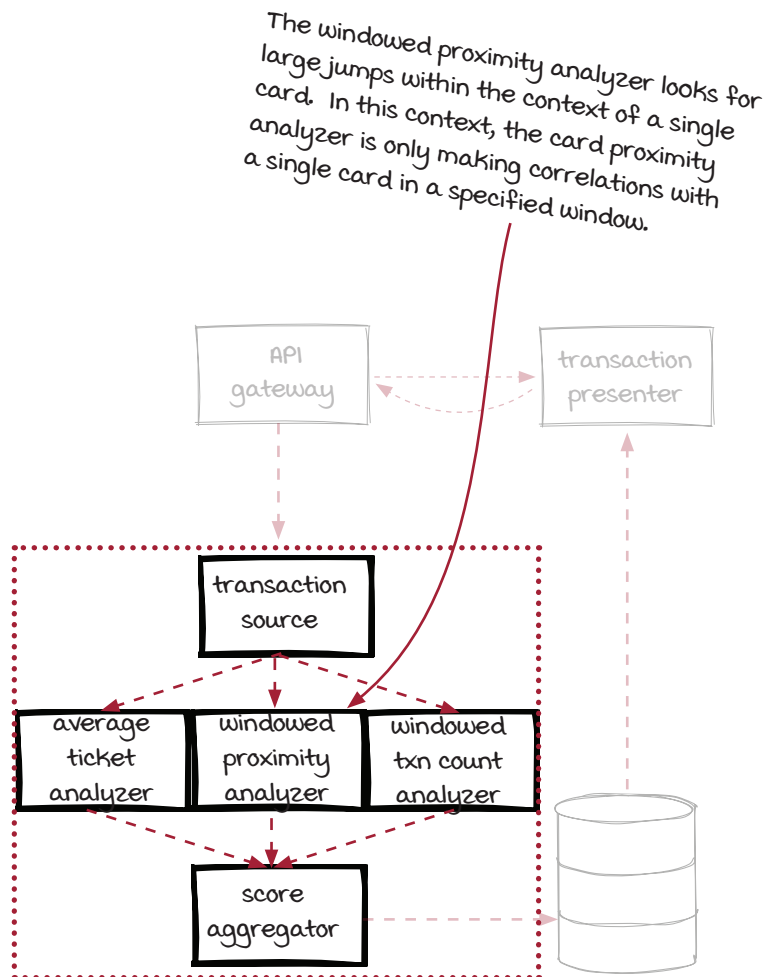 The windowed proximity analyzer looks for
large jumps within the context of a single
card. In this context, the card proximity
analyzer is only making correlations with
a single card in a specified window.
API
gateway
transaction
presenter
transaction
source
average
ticket
analyzer
windowed
proximity
analyzer
windowed
txn count
analyzer
score
aggregator